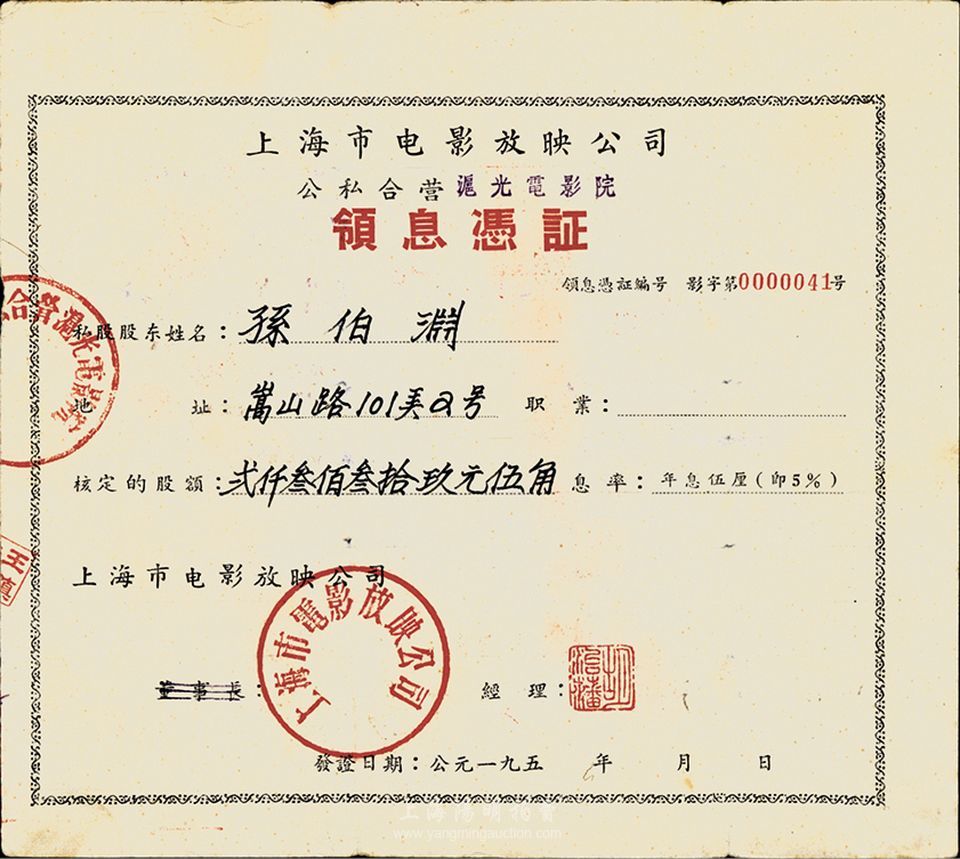 上海市电影放映公司
公私合营滬光電影院
領息憑証
領息憑証編号 影字第0000041号
私股股东姓名：孫伯淵
地址：嵩山路101弄2号 职業：
核定的股額：弍仟叁佰叁拾玖元伍角 息率：年息伍厘(即5%)
上海市电影放映公司
董事長： 經理：
上海市電影放映公司
發證日期：公元一九五 年 月 日
合营滬光電
王
上海陽明拍賣
www.yangmingauction.com